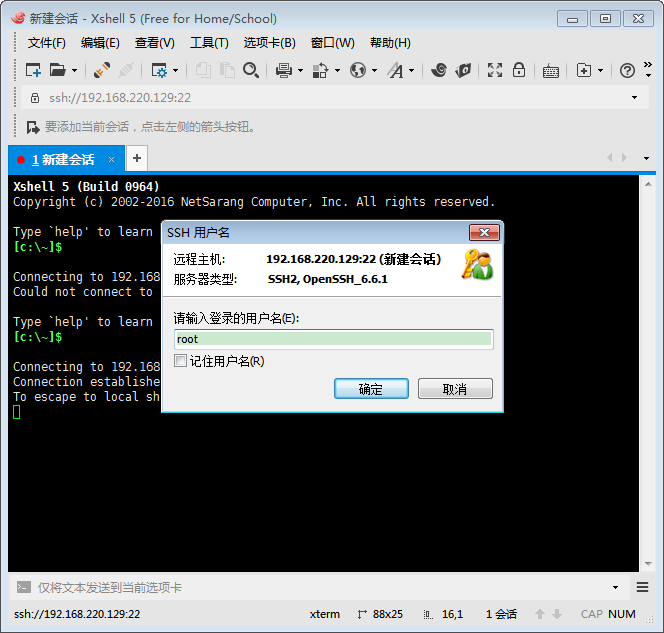 新建会话 - Xshell 5 (Free for Home/School)
文件(F) 编辑(E) 查看(V) 工具(T) 选项卡(B) 窗口(W) 帮助(H)
ssh://192.168.220.129:22
要添加当前会话，点击左侧的箭头按钮。
1 新建会话 × +
Xshell 5 (Build 0964)
Copyright (c) 2002-2016 NetSarang Computer, Inc. All rights reserved.
Type `help' to learn
[c:\~]$
Connecting to 192.168
Could not connect to
Type `help' to learn
[c:\~]$
Connecting to 192.168
Connection establishe
To escape to local sh
SSH 用户名
远程主机: 192.168.220.129:22 (新建会话)
服务器类型: SSH2, OpenSSH_6.6.1
请输入登录的用户名(E):
root
记住用户名(R)
确定 取消
仅将文本发送到当前选项卡
ssh://192.168.220.129:22 xterm 88x25 16,1 1 会话 CAP NUM